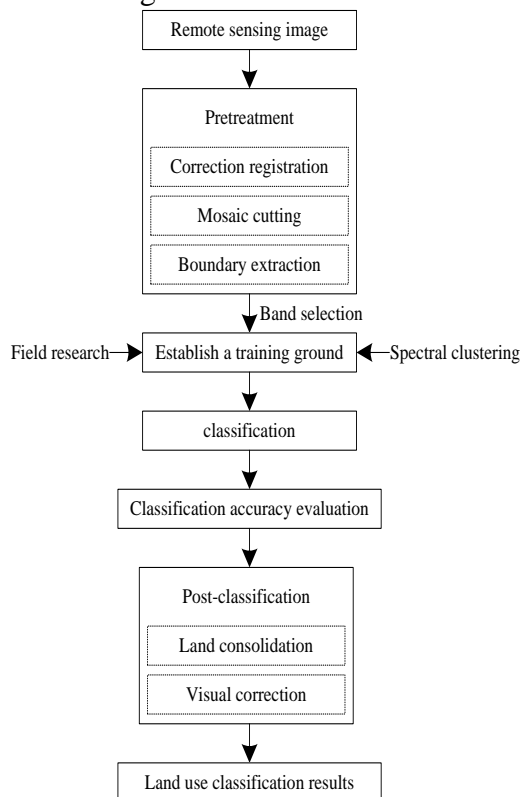 Remote sensing image
Pretreatment
Correction registration
Mosaic cutting
Boundary extraction
Band selection
Field research
Establish a training ground
Spectral clustering
classification
Classification accuracy evaluation
Post-classification
Land consolidation
Visual correction
Land use classification results